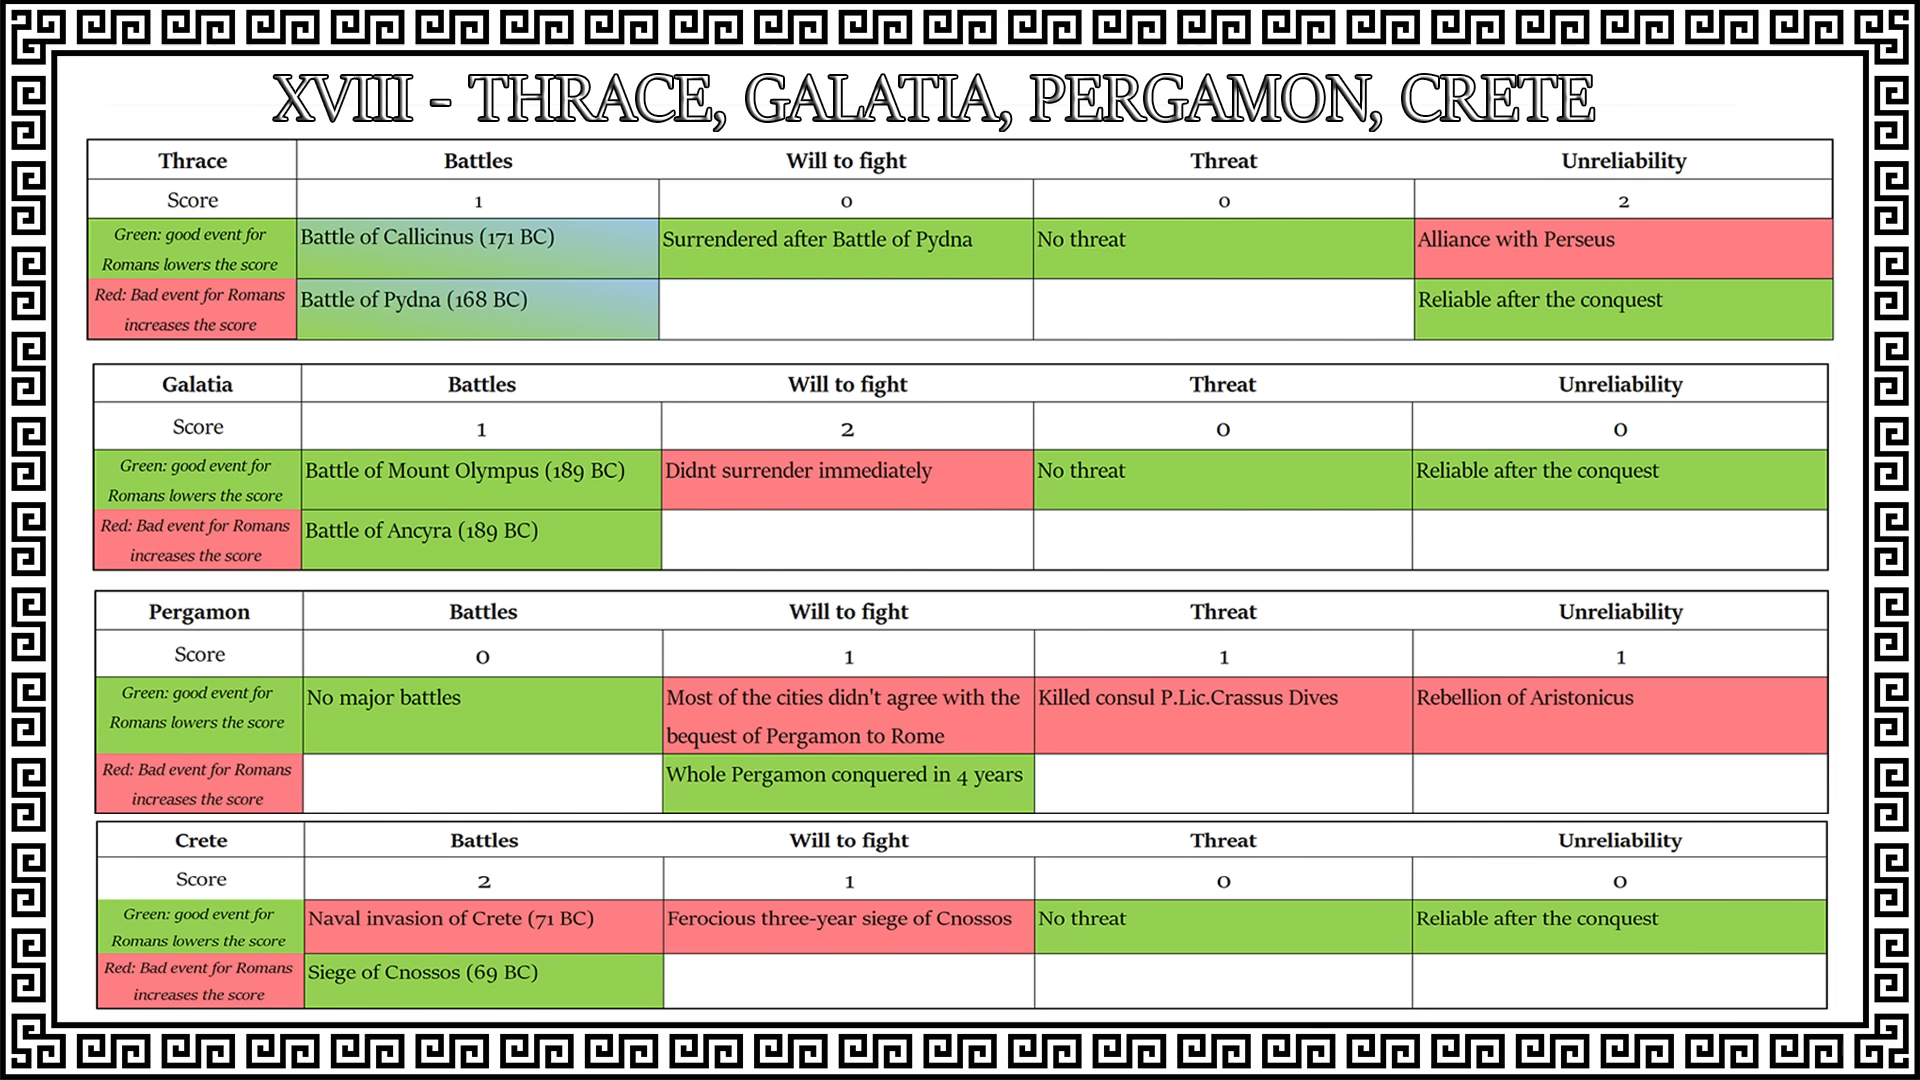 XVIII - THRACE, GALATIA, PERGAMON, CRETE
Thrace Battles Will to fight Threat Unreliability
Score 1 0 0 2
Green: good event for
Romans lowers the score
Battle of Callicinus (171 BC)
Surrendered after Battle of Pydna
No threat
Alliance with Perseus
Red: Bad event for Romans
increases the score
Battle of Pydna (168 BC)
Reliable after the conquest
Galatia Battles Will to fight Threat Unreliability
Score 1 2 0 0
Green: good event for
Romans lowers the score
Battle of Mount Olympus (189 BC)
Didnt surrender immediately
No threat
Reliable after the conquest
Red: Bad event for Romans
increases the score
Battle of Ancyra (189 BC)
Pergamon Battles Will to fight Threat Unreliability
Score 0 1 1 1
Green: good event for
Romans lowers the score
No major battles
Most of the cities didn't agree with the
bequest of Pergamon to Rome
Killed consul P.Lic.Crassus Dives
Rebellion of Aristonicus
Red: Bad event for Romans
increases the score
Whole Pergamon conquered in 4 years
Crete Battles Will to fight Threat Unreliability
Score 2 1 0 0
Green: good event for
Romans lowers the score
Naval invasion of Crete (71 BC)
Ferocious three-year siege of Cnossos
No threat
Reliable after the conquest
Red: Bad event for Romans
increases the score
Siege of Cnossos (69 BC)